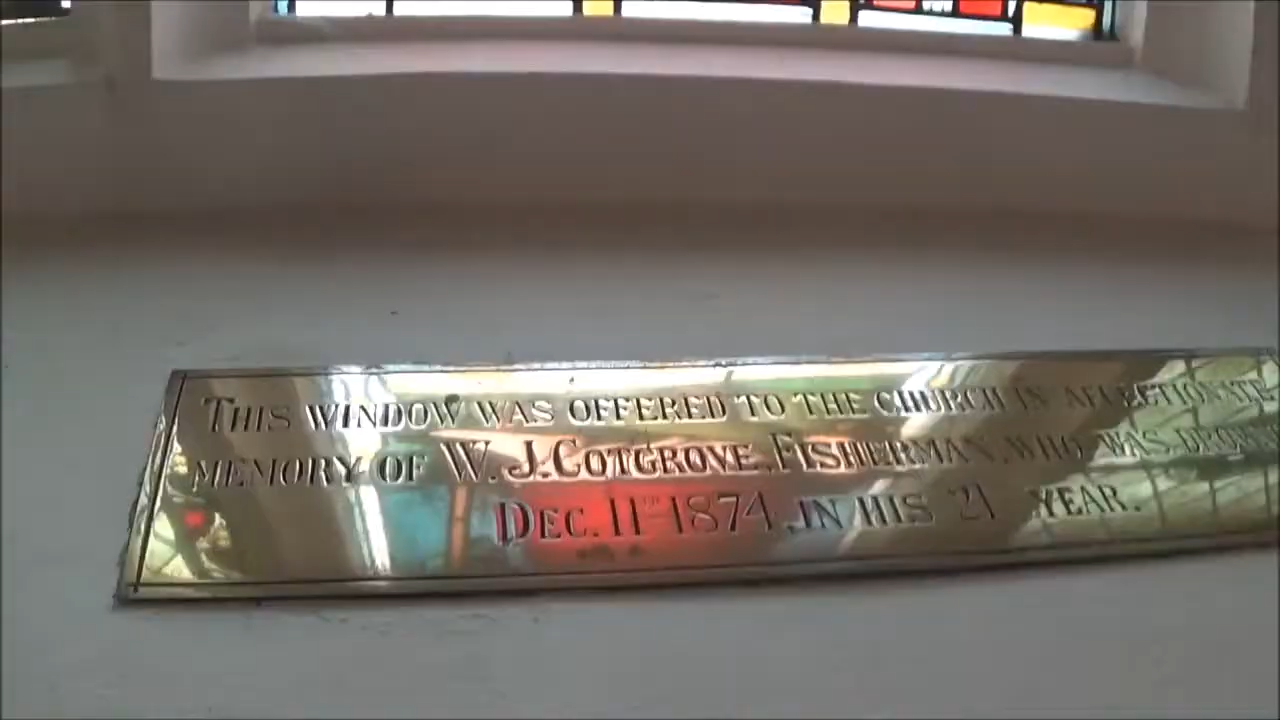 THIS WINDOW WAS OFFERED TO THE CHURCH IN AFFECTIONATE
MEMORY OF W. J. COTGROVE, FISHERMAN, WHO WAS
DEC. 11TH 1874, IN HIS 21 YEAR.